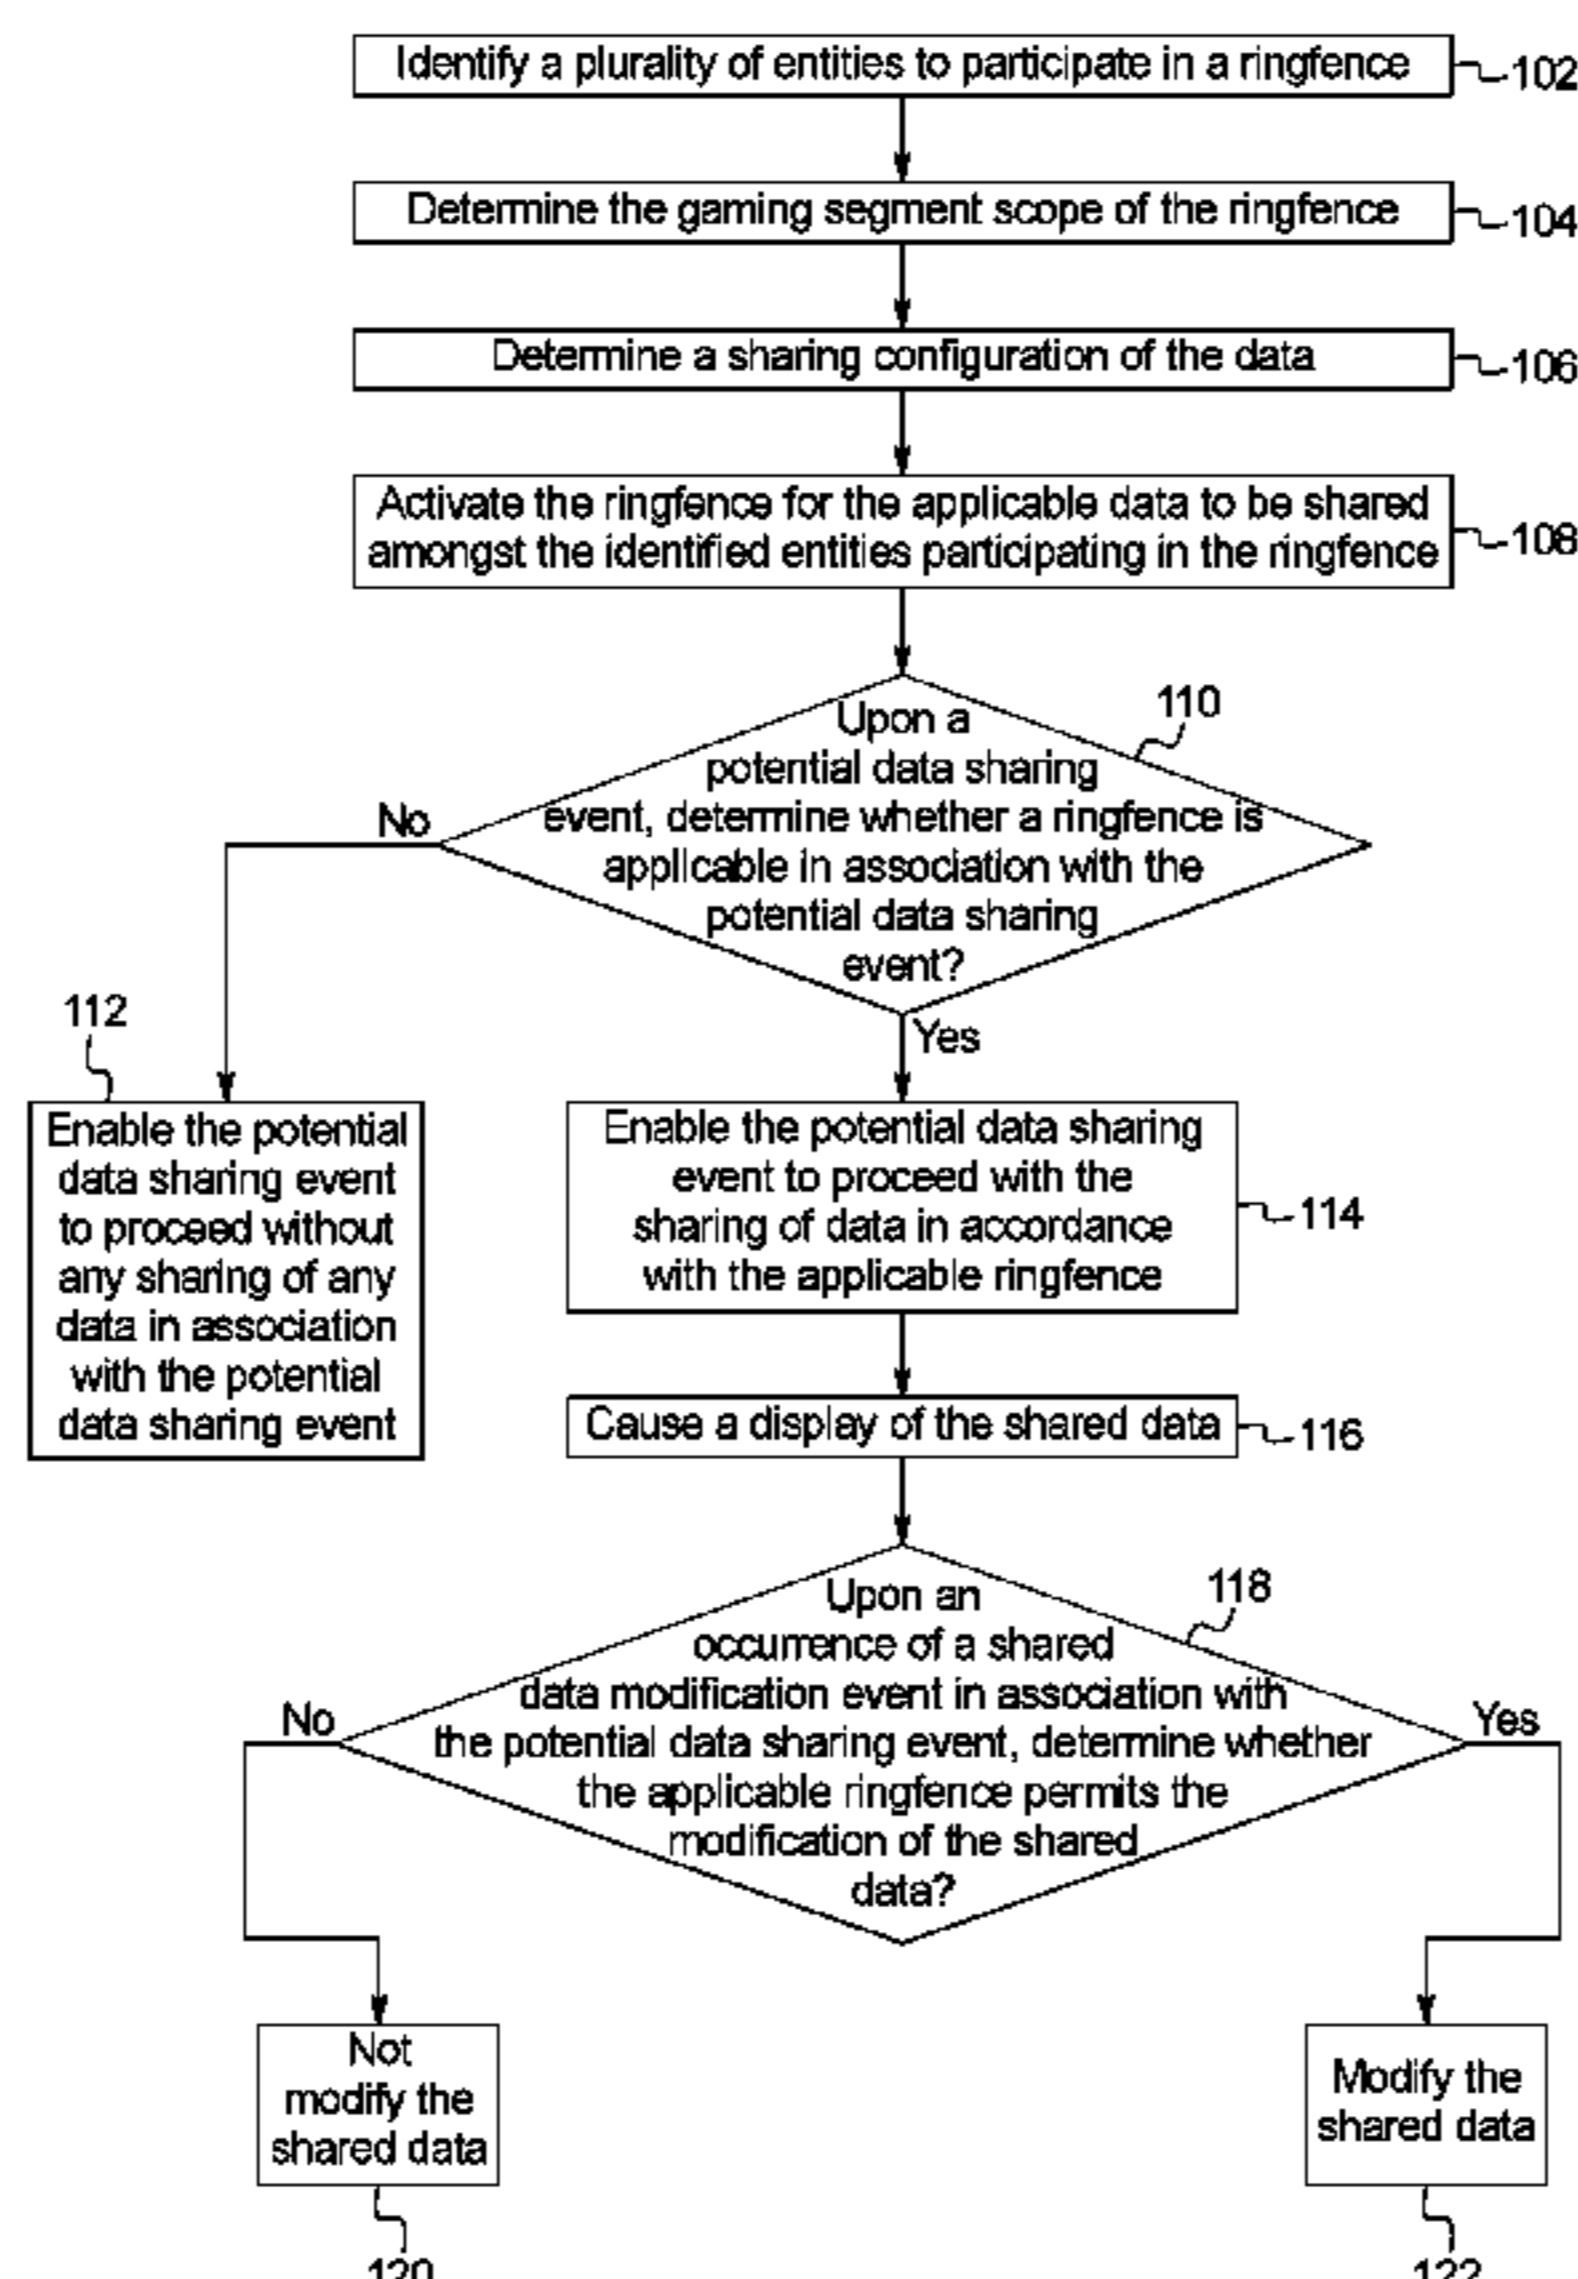 Identify a plurality of entities to participate in a ringfence
102
Determine the gaming segment scope of the ringfence
104
Determine a sharing configuration of the data
106
Activate the ringfence for the applicable data to be shared
amongst the identified entities participating in the ringfence
108
110
Upon a
potential data sharing
event, determine whether a ringfence is
applicable in association with the
potential data sharing
event?
No
Yes
112
Enable the potential
data sharing event
to proceed without
any sharing of any
data in association
with the potential
data sharing event
Enable the potential data sharing
event to proceed with the
sharing of data in accordance
with the applicable ringfence
114
Cause a display of the shared data
116
118
Upon an
occurrence of a shared
data modification event in association with
the potential data sharing event, determine whether
the applicable ringfence permits the
modification of the shared
data?
No
Yes
Not
modify the
shared data
120
Modify the
shared data
122